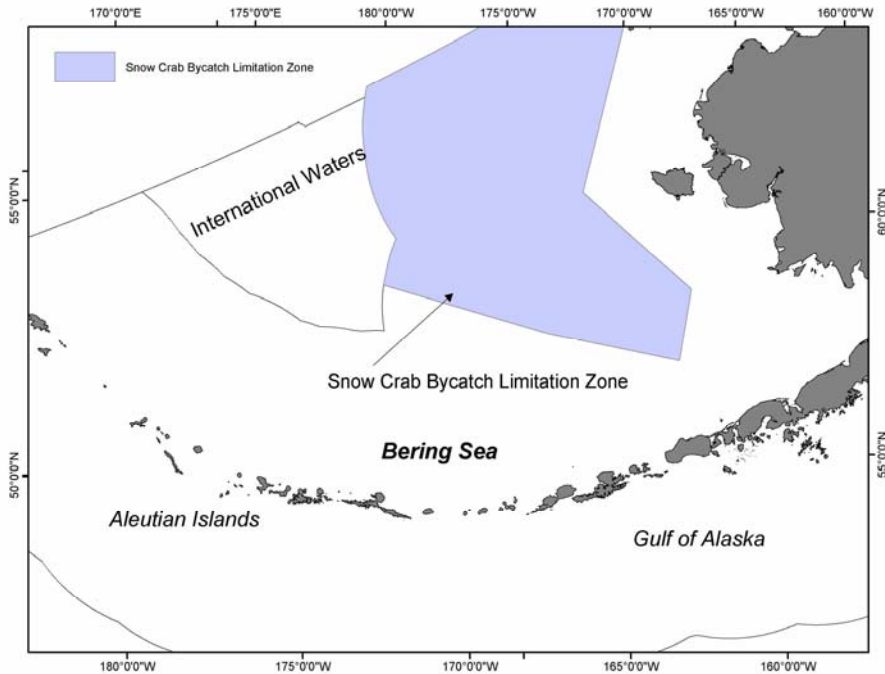 170°0'0"E 175°0'0"E 180°0'0"W 175°0'0"W 170°0'0"W 165°0'0"W 160°0'0"W
Snow Crab Bycatch Limitation Zone
International Waters
55°0'0"N
60°0'0"N
Snow Crab Bycatch Limitation Zone
Bering Sea
50°0'0"N
55°0'0"N
Aleutian Islands
Gulf of Alaska
180°0'0"W 175°0'0"W 170°0'0"W 165°0'0"W 160°0'0"W